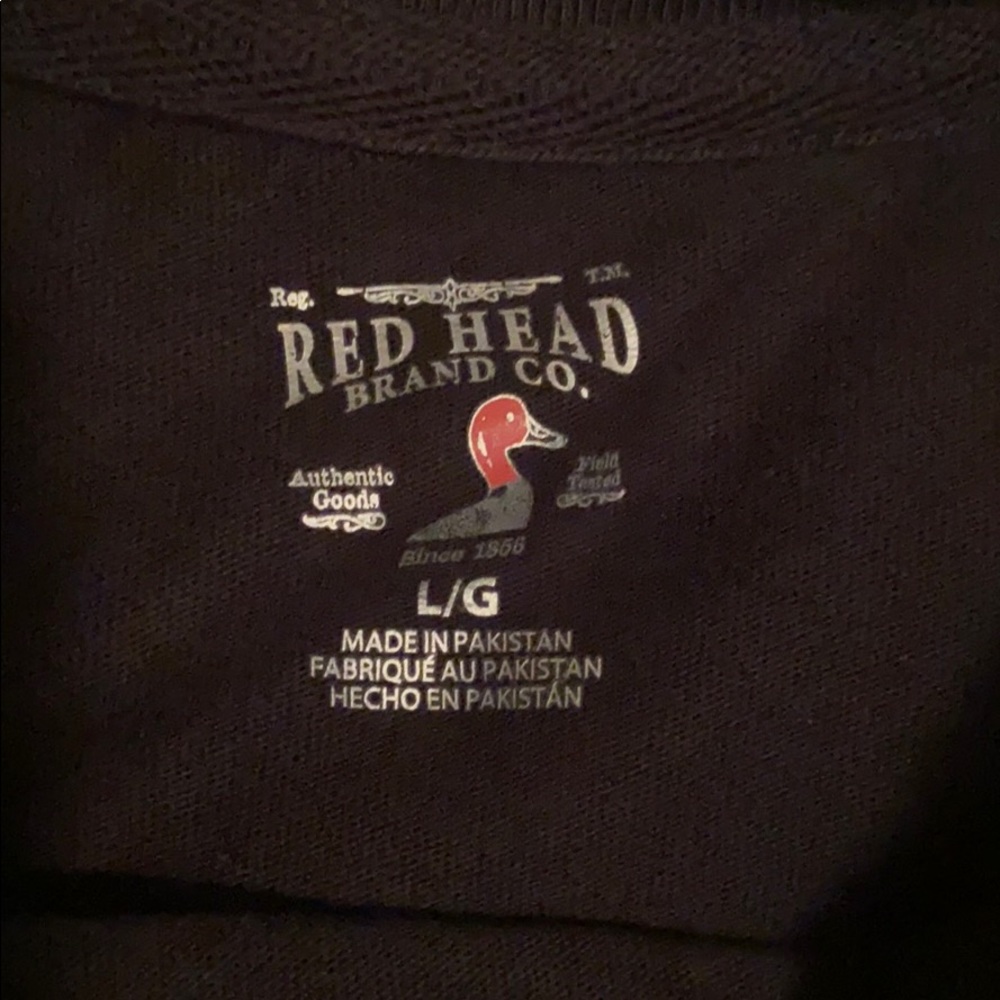 Reg. T.M.
RED HEAD
BRAND CO.
Authentic
Goods
Field
Tested
Since 1856
L/G
MADE IN PAKISTAN
FABRIQUÉ AU PAKISTAN
HECHO EN PAKISTÁN